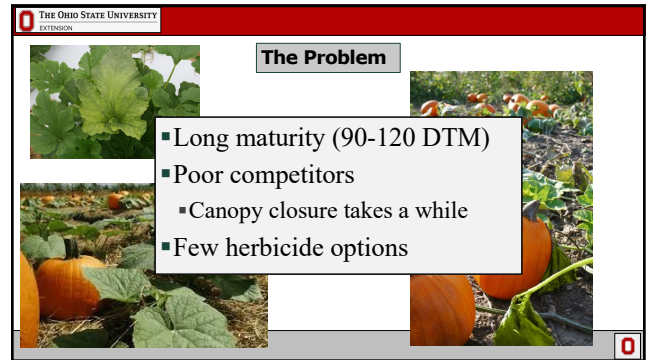 THE OHIO STATE UNIVERSITY
EXTENSION
The Problem
▪Long maturity (90-120 DTM)
▪Poor competitors
▪Canopy closure takes a while
▪Few herbicide options